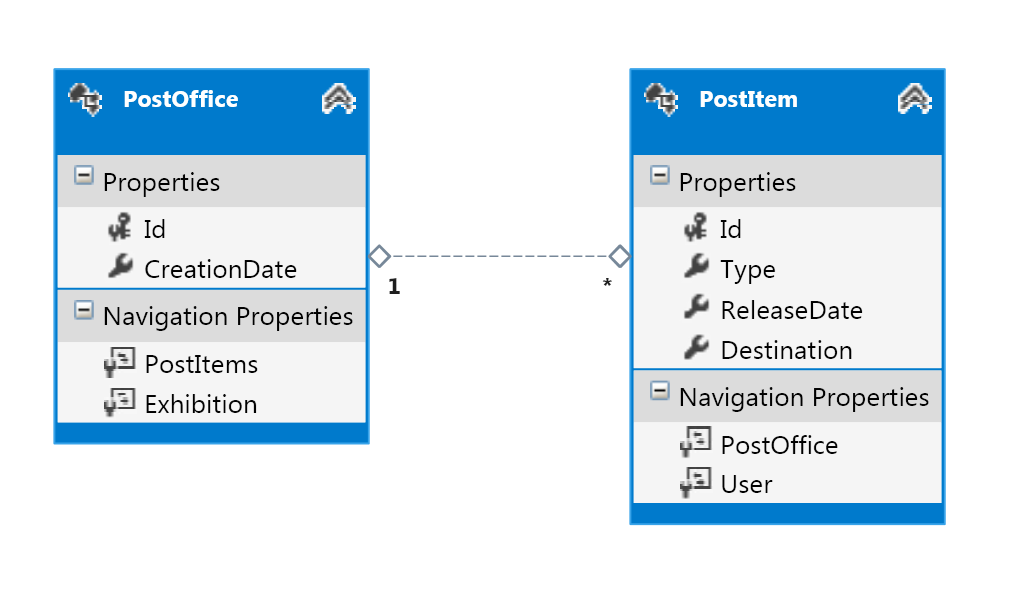 PostOffice
Properties
Id
CreationDate
Navigation Properties
PostItems
Exhibition
1
*
PostItem
Properties
Id
Type
ReleaseDate
Destination
Navigation Properties
PostOffice
User